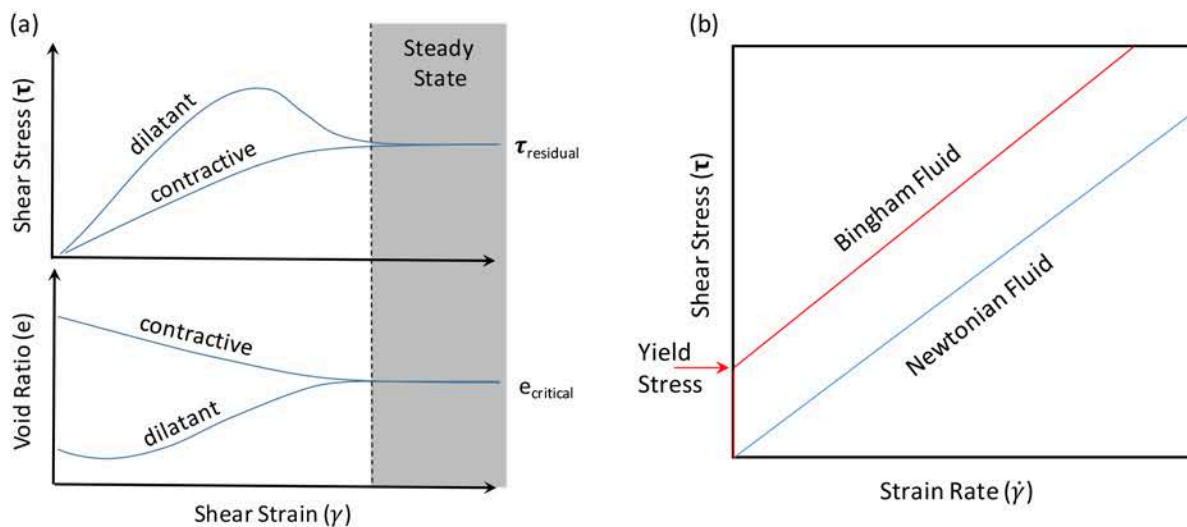 (a)
Steady
State
Shear Stress (τ)
dilatant
contractive
τresidual
Void Ratio (e)
contractive
dilatant
ecritical
Shear Strain (γ)
(b)
Shear Stress (τ)
Bingham Fluid
Newtonian Fluid
Yield
Stress
Strain Rate (γ̇)